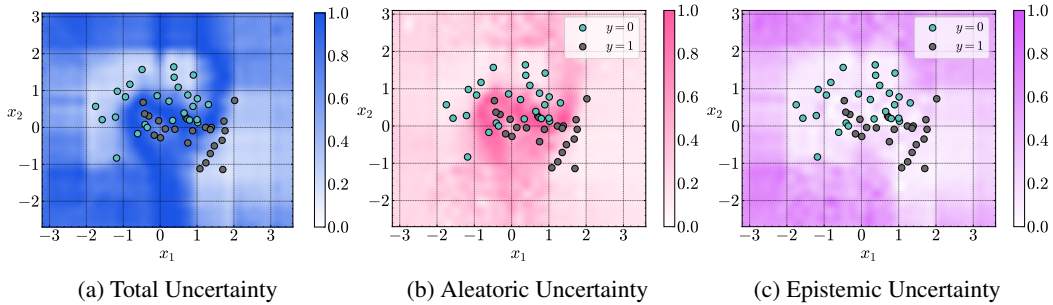 3
2
1
0
−1
−2
x₂
−3 −2 −1 0 1 2 3
x₁
1.0
0.8
0.6
0.4
0.2
0.0
(a) Total Uncertainty
y = 0
y = 1
3
2
1
0
−1
−2
x₂
−3 −2 −1 0 1 2 3
x₁
1.0
0.8
0.6
0.4
0.2
0.0
(b) Aleatoric Uncertainty
y = 0
y = 1
3
2
1
0
−1
−2
x₂
−3 −2 −1 0 1 2 3
x₁
1.0
0.8
0.6
0.4
0.2
0.0
(c) Epistemic Uncertainty